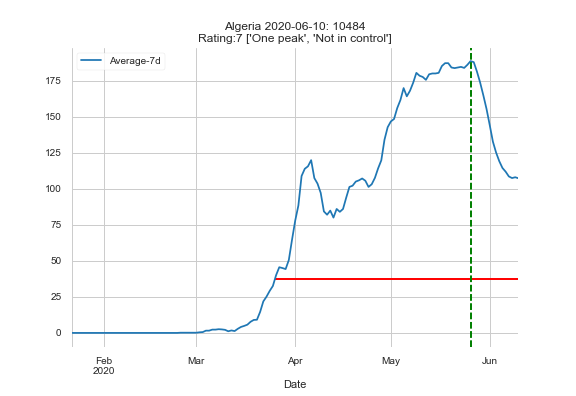 Algeria 2020-06-10: 10484
Rating:7 ['One peak', 'Not in control']
Average-7d
175
150
125
100
75
50
25
0
Feb
2020
Mar
Apr
May
Jun
Date